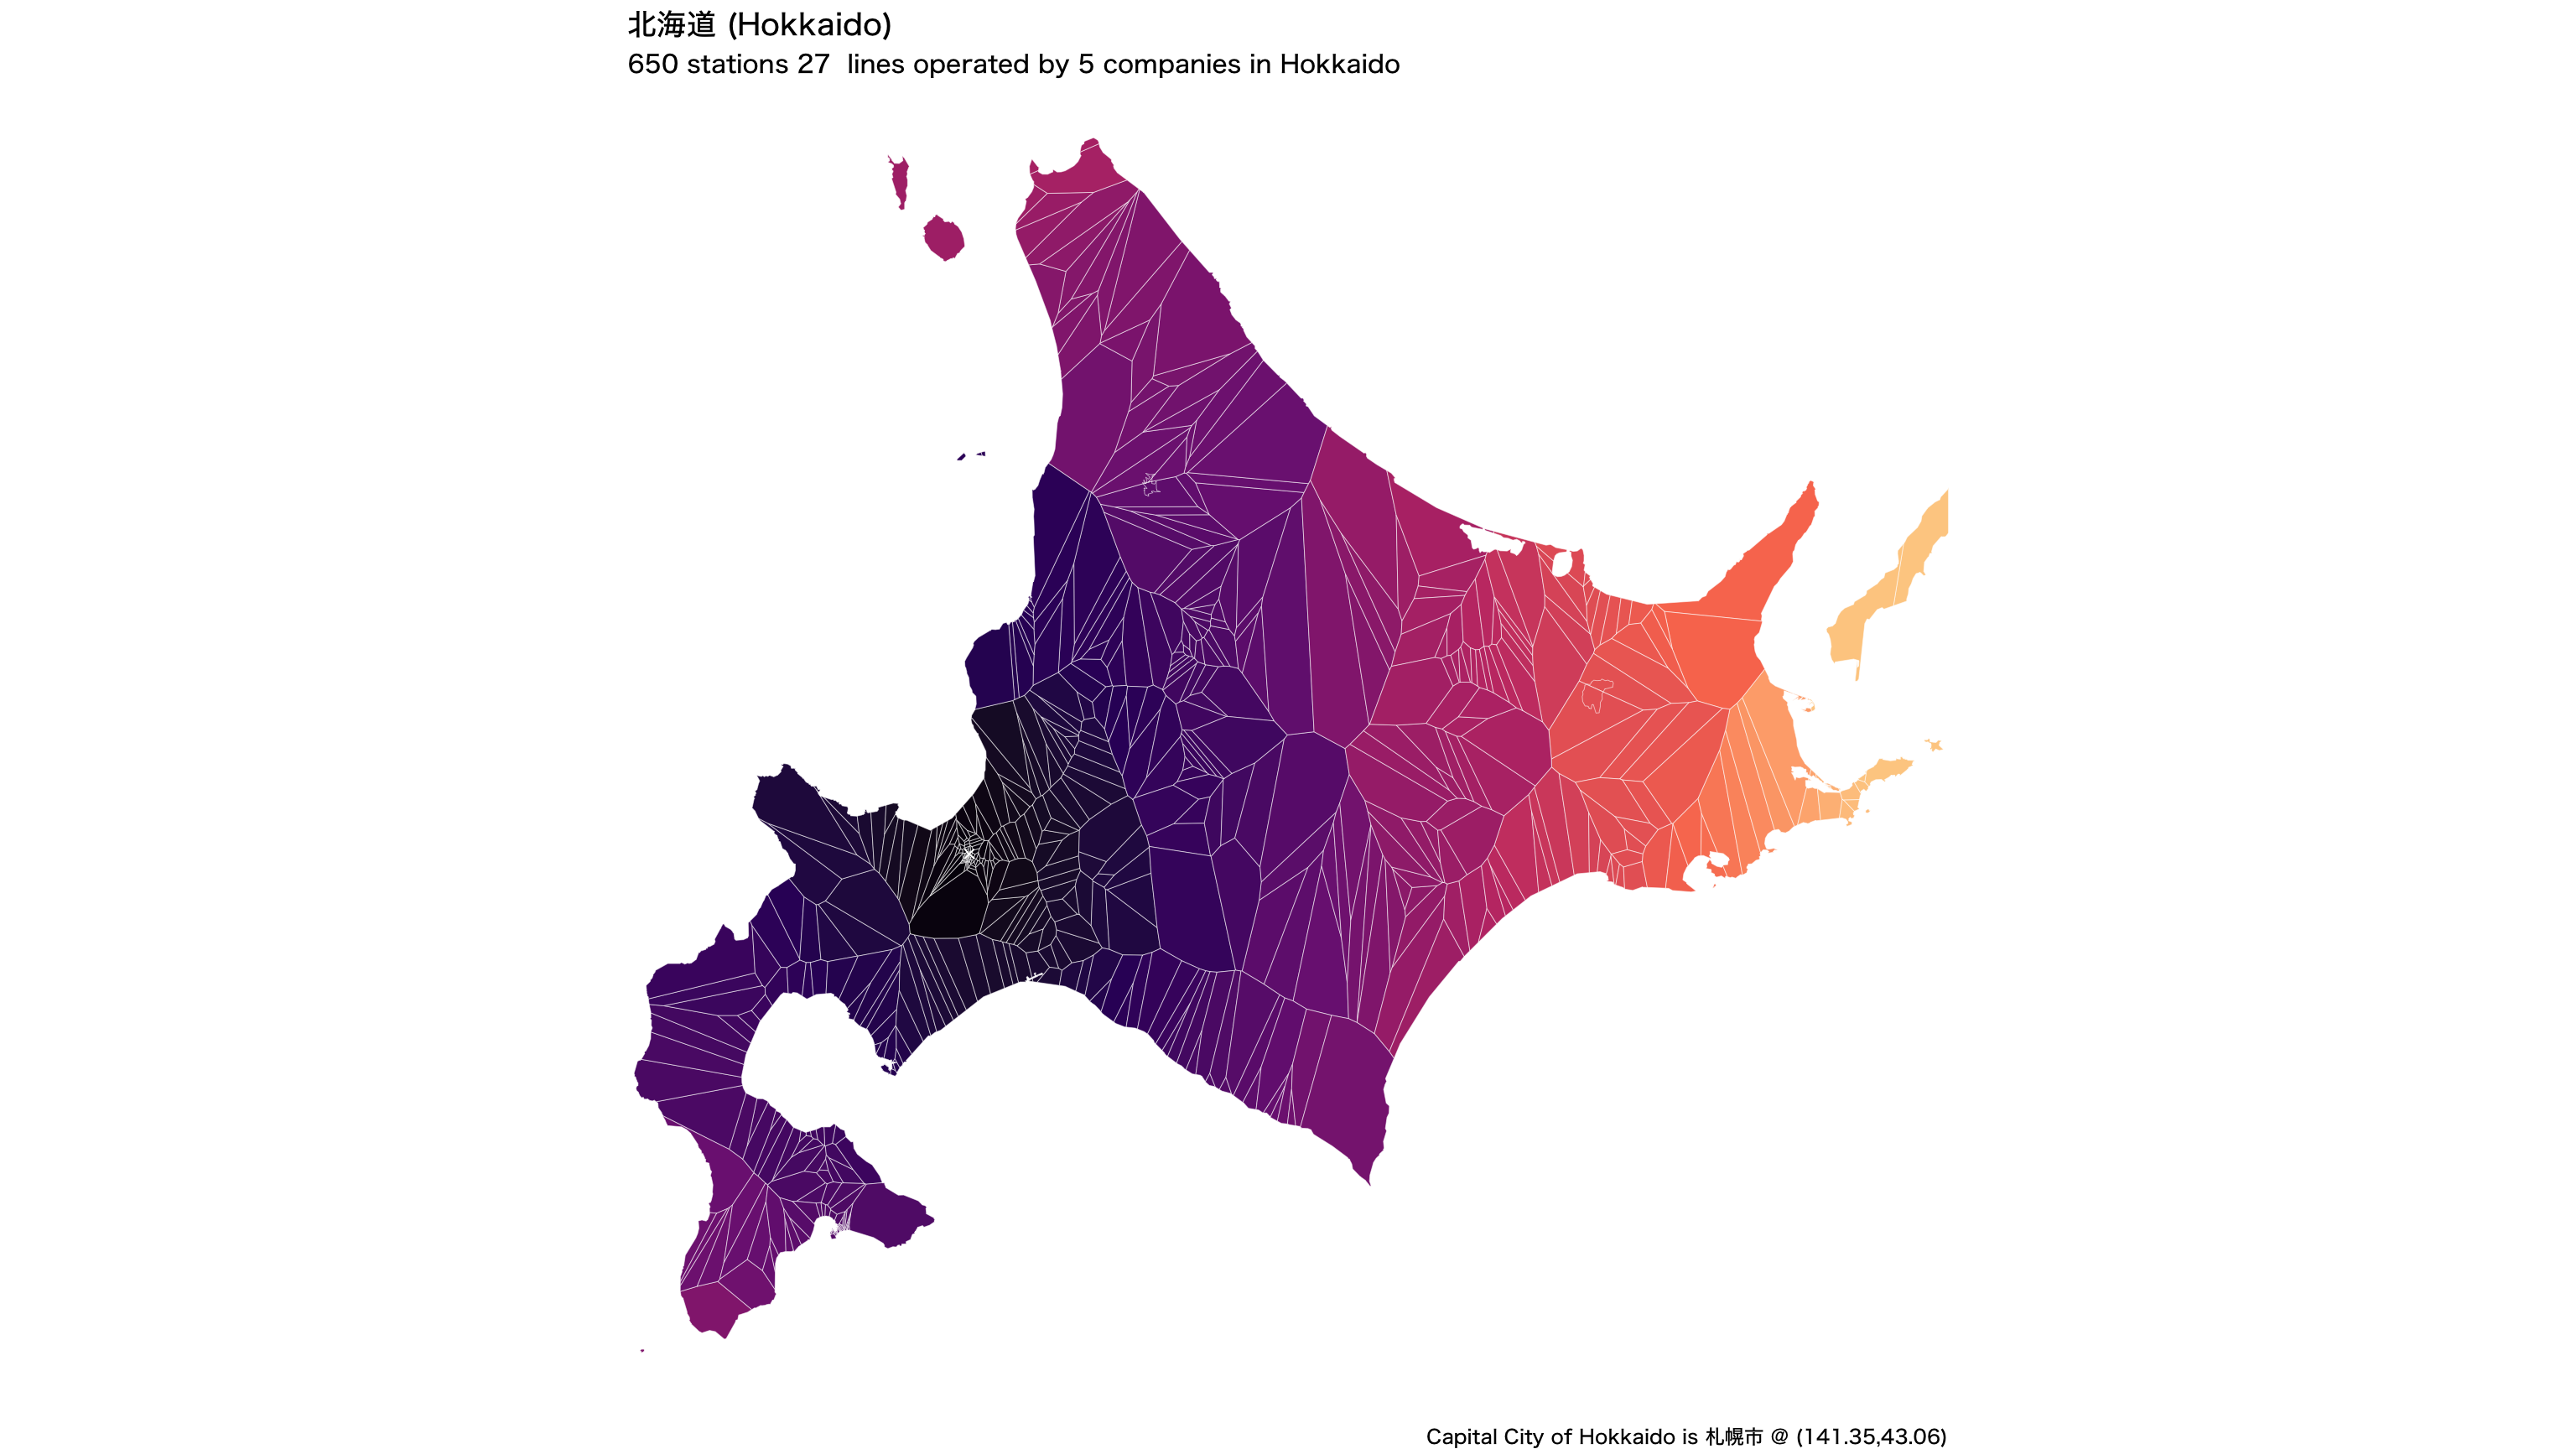 北海道 (Hokkaido)
650 stations 27  lines operated by 5 companies in Hokkaido
Capital City of Hokkaido is 札幌市 @ (141.35,43.06)